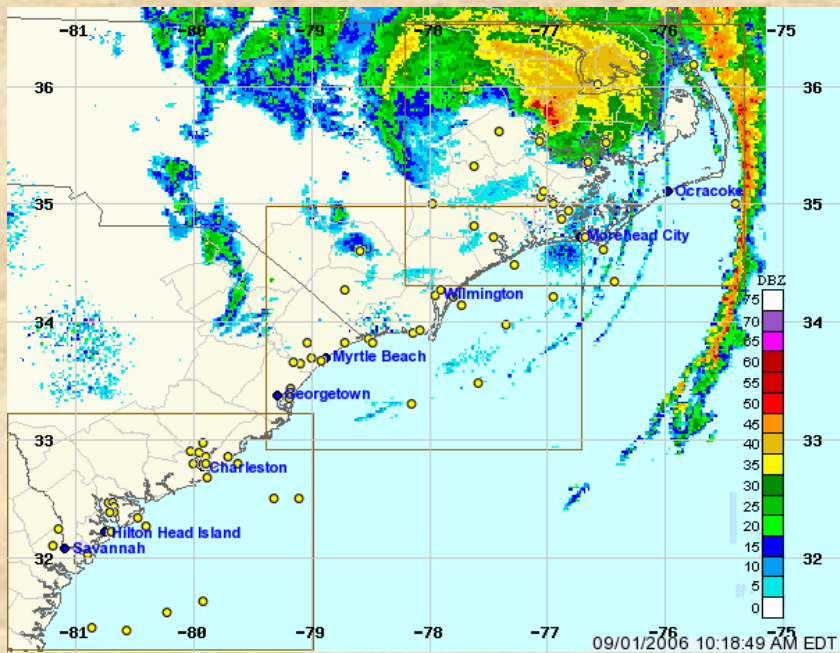 -81 -80 -79 -78 -77 -76 -75
36 36
35 Ocracoke 35
Morehead City
DBZ
Wilmington 75
34 70 34
65
Myrtle Beach 60
55
Georgetown 50
45
33 40 33
Charleston 35
30
25
Hilton Head Island 20
Savannah 15
32 10 32
5
0
-81 -80 -79 -78 -77 -76 -75
09/01/2006 10:18:49 AM EDT